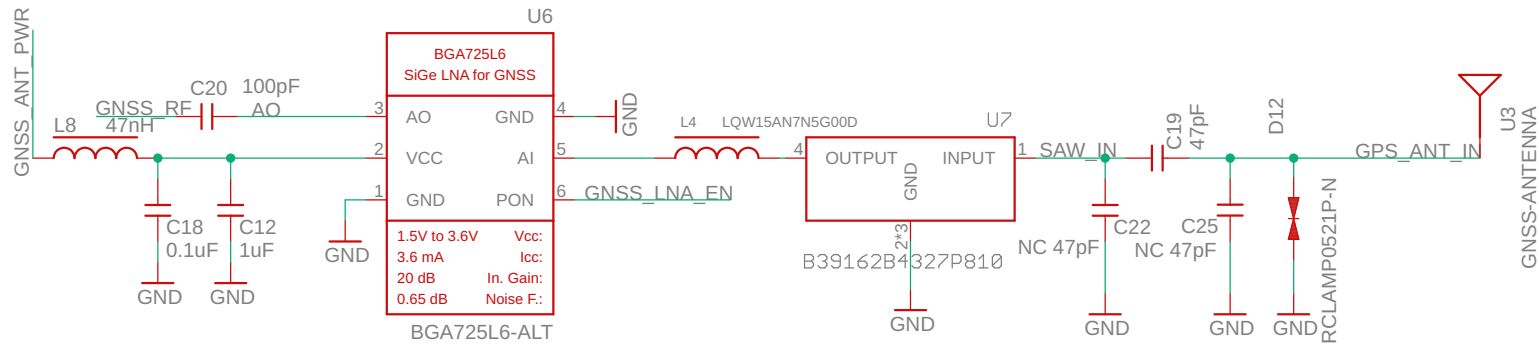 GNSS_ANT_PWR
L8
47nH
GNSS_RF
C20
100pF
AO
C18
0.1uF
C12
1uF
GND
GND
GND
U6
BGA725L6
SiGe LNA for GNSS
3
AO
GND
4
2
VCC
AI
5
1
GND
PON
6
1.5V to 3.6V
Vcc:
3.6 mA
Icc:
20 dB
In. Gain:
0.65 dB
Noise F.:
BGA725L6-ALT
GND
GNSS_LNA_EN
L4
LQW15AN7N5G00D
U7
4
OUTPUT
INPUT
1
GND
2*3
B39162B4327P810
GND
SAW_IN
C19
47pF
C22
NC 47pF
GND
C25
NC 47pF
GND
D12
RCLAMP0521P-N
GND
GPS_ANT_IN
U3
GNSS-ANTENNA